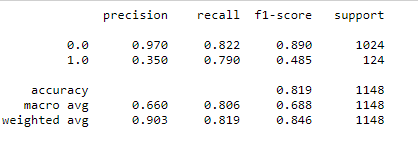 precision recall f1-score support
0.0 0.970 0.822 0.890 1024
1.0 0.350 0.790 0.485 124
accuracy 0.819 1148
macro avg 0.660 0.806 0.688 1148
weighted avg 0.903 0.819 0.846 1148